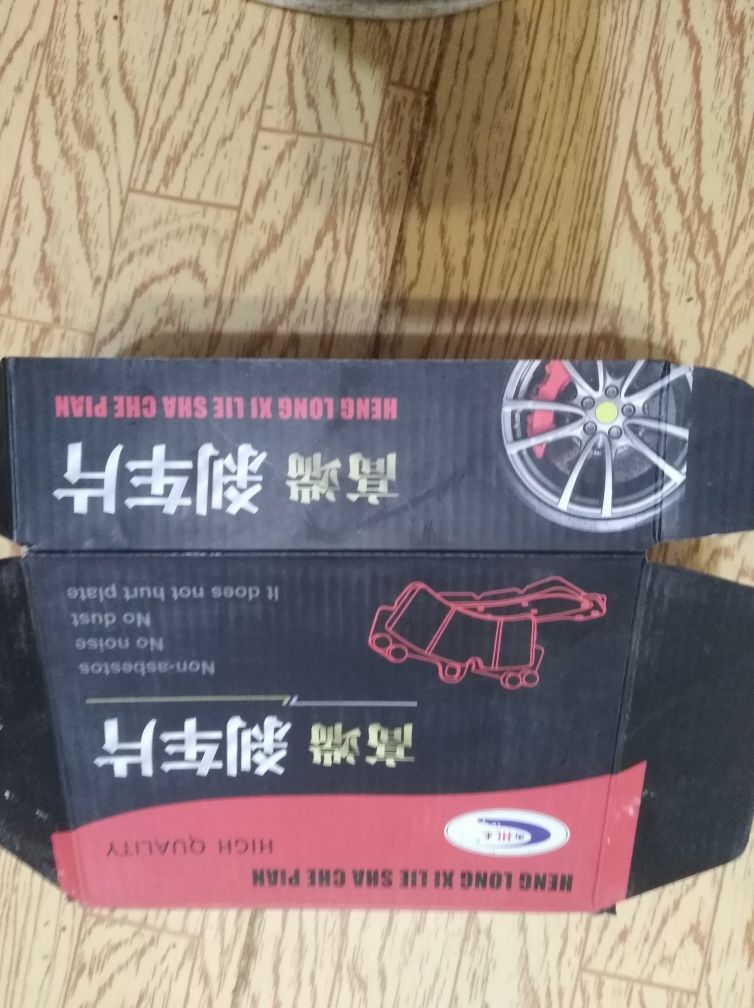 HENG LONG XI LIE SHA CHE PIAN
HIGH QUALITY
高端 刹车片
Non-asbestos
No noise
No dust
It does not hurt plate
高端 刹车片
HENG LONG XI LIE SHA CHE PIAN